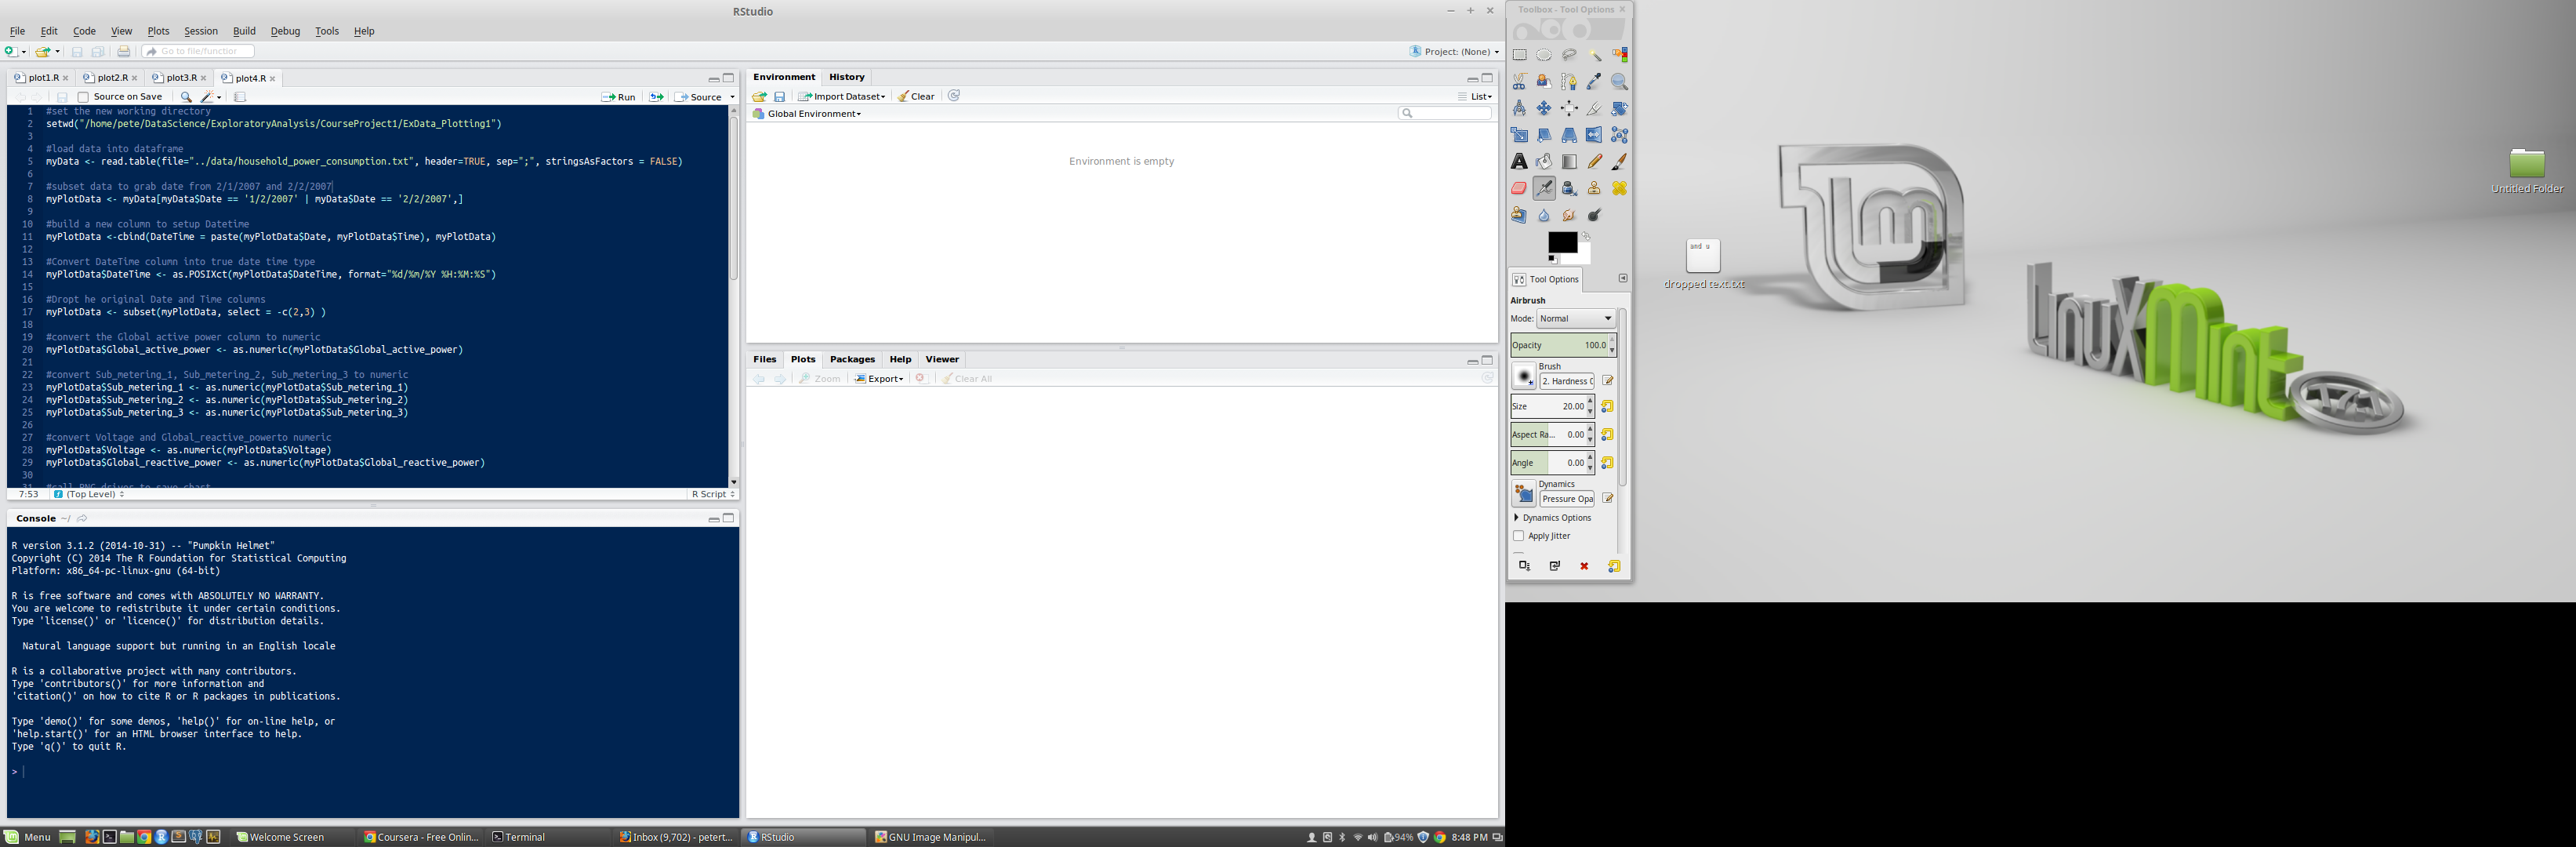 RStudio
File Edit Code View Plots Session Build Debug Tools Help
Go to file/function
Project: (None)
plot1.R plot2.R plot3.R plot4.R
Source on Save Run Source
1 #set the new working directory
2 setwd("/home/pete/DataScience/ExploratoryAnalysis/CourseProject1/ExData_Plotting1")
3
4 #load data into dataframe
5 myData <- read.table(file="../data/household_power_consumption.txt", header=TRUE, sep=";", stringsAsFactors = FALSE)
6
7 #subset data to grab date from 2/1/2007 and 2/2/2007
8 myPlotData <- myData[myData$Date == '1/2/2007' | myData$Date == '2/2/2007',]
9
10 #build a new column to setup Datetime
11 myPlotData <-cbind(DateTime = paste(myPlotData$Date, myPlotData$Time), myPlotData)
12
13 #Convert DateTime column into true date time type
14 myPlotData$DateTime <- as.POSIXct(myPlotData$DateTime, format="%d/%m/%Y %H:%M:%S")
15
16 #Dropt he original Date and Time columns
17 myPlotData <- subset(myPlotData, select = -c(2,3) )
18
19 #convert the Global active power column to numeric
20 myPlotData$Global_active_power <- as.numeric(myPlotData$Global_active_power)
21
22 #convert Sub_metering_1, Sub_metering_2, Sub_metering_3 to numeric
23 myPlotData$Sub_metering_1 <- as.numeric(myPlotData$Sub_metering_1)
24 myPlotData$Sub_metering_2 <- as.numeric(myPlotData$Sub_metering_2)
25 myPlotData$Sub_metering_3 <- as.numeric(myPlotData$Sub_metering_3)
26
27 #convert Voltage and Global_reactive_powerto numeric
28 myPlotData$Voltage <- as.numeric(myPlotData$Voltage)
29 myPlotData$Global_reactive_power <- as.numeric(myPlotData$Global_reactive_power)
30
31 #call PNG driver to save chart
7:53 (Top Level) R Script
Console ~/
R version 3.1.2 (2014-10-31) -- "Pumpkin Helmet"
Copyright (C) 2014 The R Foundation for Statistical Computing
Platform: x86_64-pc-linux-gnu (64-bit)
R is free software and comes with ABSOLUTELY NO WARRANTY.
You are welcome to redistribute it under certain conditions.
Type 'license()' or 'licence()' for distribution details.
Natural language support but running in an English locale
R is a collaborative project with many contributors.
Type 'contributors()' for more information and
'citation()' on how to cite R or R packages in publications.
Type 'demo()' for some demos, 'help()' for on-line help, or
'help.start()' for an HTML browser interface to help.
Type 'q()' to quit R.
>
Environment History
Import Dataset Clear List
Global Environment
Environment is empty
Files Plots Packages Help Viewer
Zoom Export Clear All
Toolbox - Tool Options
Tool Options
Airbrush
Mode: Normal
Opacity 100.0
Brush
2. Hardness 0
Size 20.00
Aspect Ra... 0.00
Angle 0.00
Dynamics
Pressure Opa
Dynamics Options
Apply Jitter
and u
dropped text.txt
Untitled Folder
LinuxMint
17.1
Menu Welcome Screen Coursera - Free Onlin... Terminal Inbox (9,702) - petert... RStudio GNU Image Manipul... 94% 8:48 PM